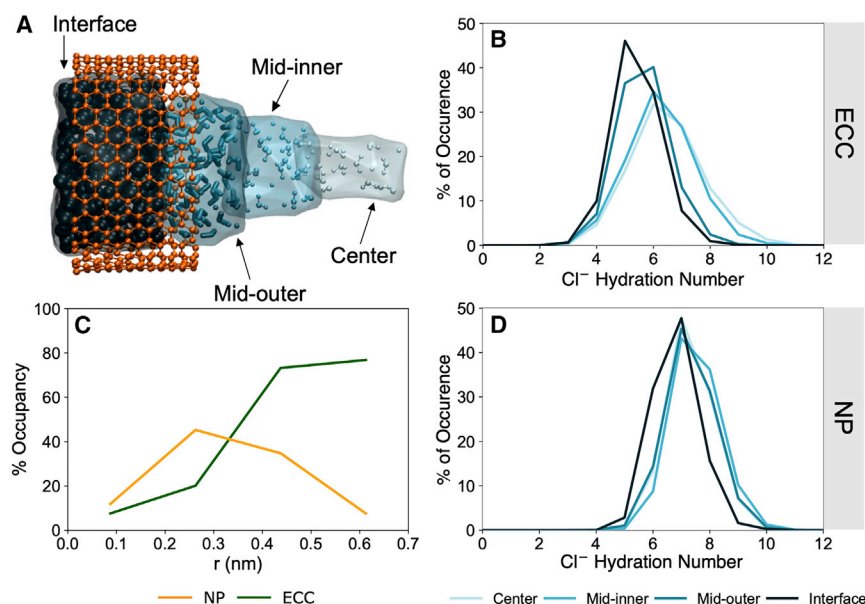 A
Interface
Mid-inner
Center
Mid-outer
B
50
40
30
20
10
0
% of Occurence
0 2 4 6 8 10 12
Cl⁻ Hydration Number
ECC
C
100
80
60
40
20
0
% Occupancy
0.0 0.1 0.2 0.3 0.4 0.5 0.6 0.7
r (nm)
NP ECC
D
50
40
30
20
10
0
% of Occurence
0 2 4 6 8 10 12
Cl⁻ Hydration Number
NP
Center Mid-inner Mid-outer Interface